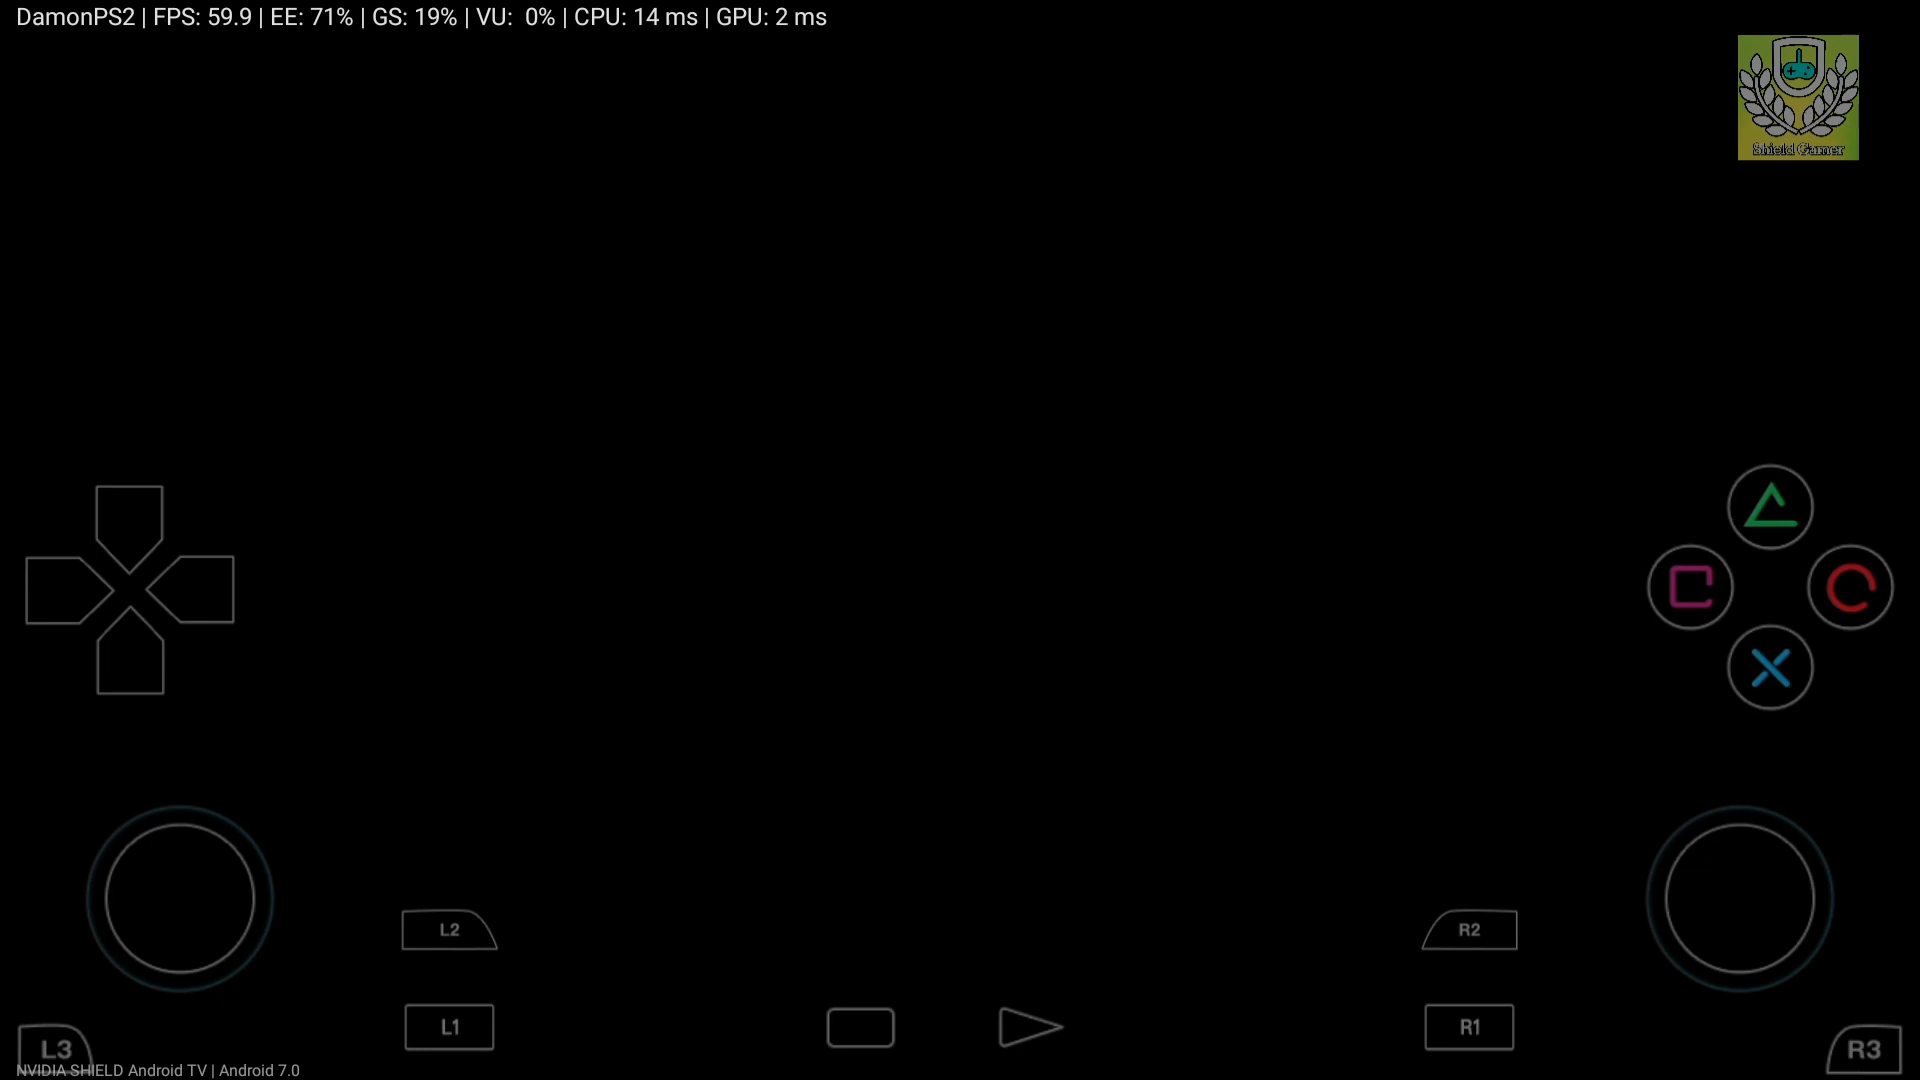 DamonPS2 | FPS: 59.9 | EE: 71% | GS: 19% | VU:  0% | CPU: 14 ms | GPU: 2 ms
Shield Gamer
L2
R2
L1
R1
L3
R3
NVIDIA SHIELD Android TV | Android 7.0